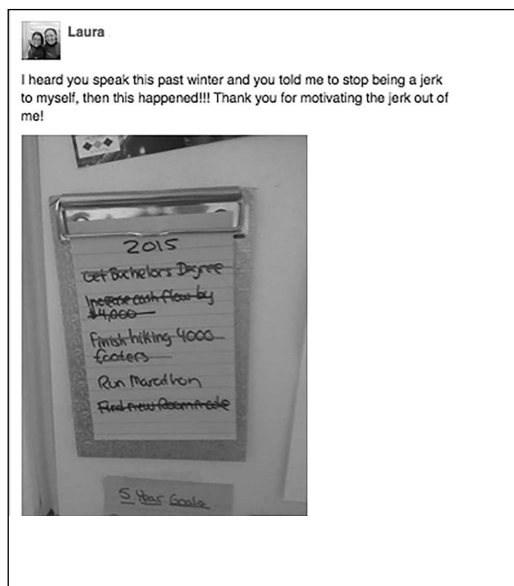 Laura
I heard you speak this past winter and you told me to stop being a jerk
to myself, then this happened!!! Thank you for motivating the jerk out of
me!
2015
Get Bachelors Degree
Increase cash flow by
$4,000
Finish hiking 4000
footers
Run Marathon
Find new Roommate
5 Year Goals